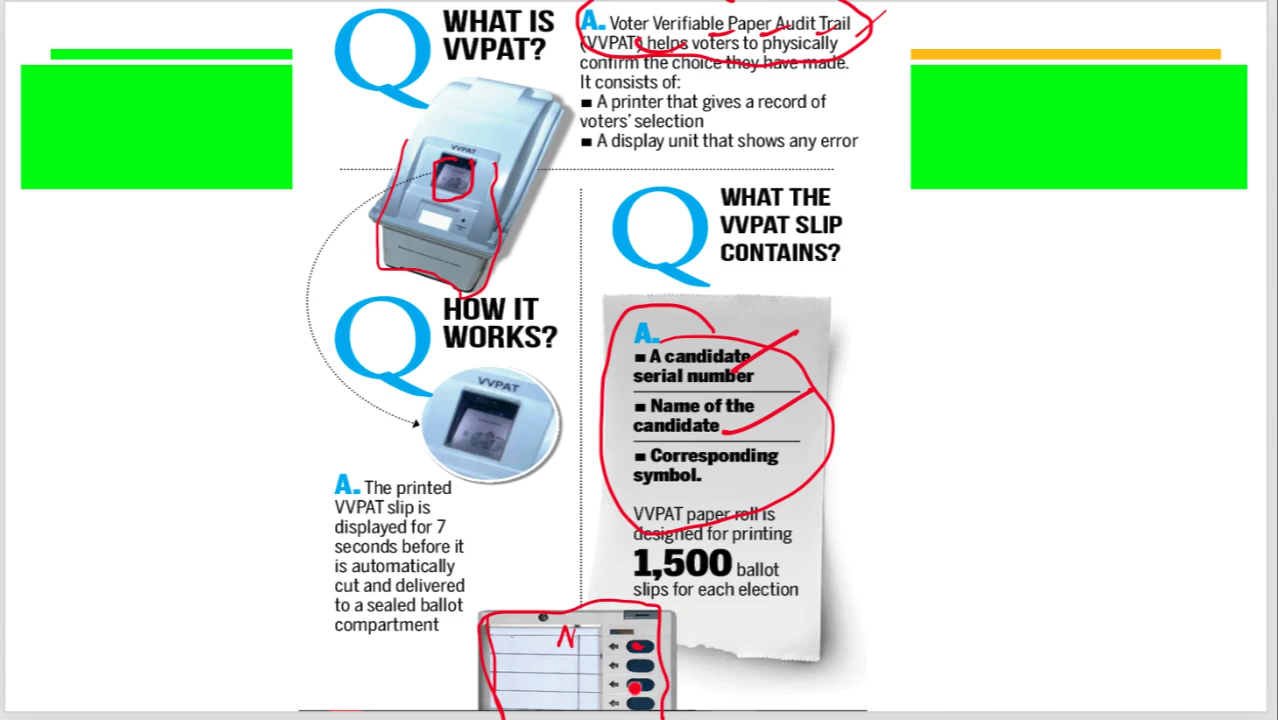 Q WHAT IS
VVPAT?
A. Voter Verifiable Paper Audit Trail
(VVPAT) helps voters to physically
confirm the choice they have made.
It consists of:
■ A printer that gives a record of
voters' selection
■ A display unit that shows any error
VVPAT
Q HOW IT
WORKS?
VVPAT
A. The printed
VVPAT slip is
displayed for 7
seconds before it
is automatically
cut and delivered
to a sealed ballot
compartment
Q WHAT THE
VVPAT SLIP
CONTAINS?
A.
■ A candidate
serial number
■ Name of the
candidate
■ Corresponding
symbol.
VVPAT paper roll is
designed for printing
1,500 ballot
slips for each election
N